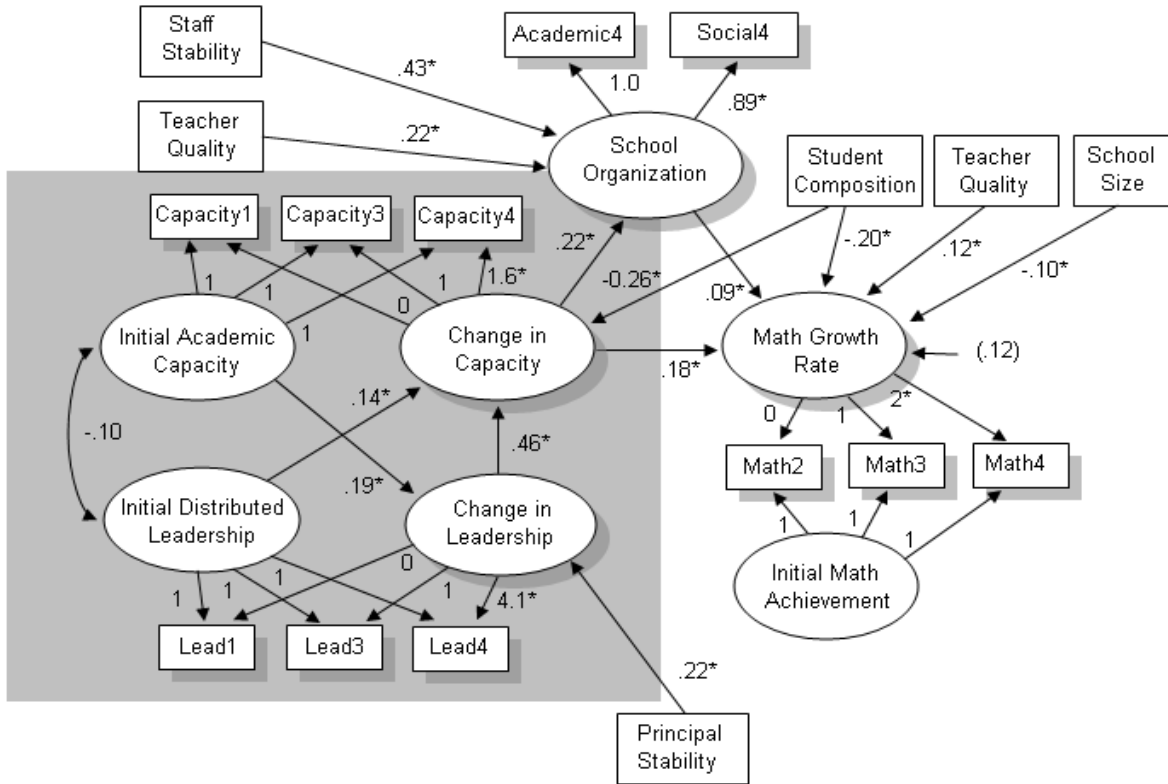 Staff
Stability
Academic4
Social4
.43*
1.0
.89*
Teacher
Quality
.22*
School
Organization
Student
Composition
Teacher
Quality
School
Size
Capacity1
Capacity3
Capacity4
.22*
-.20*
.12*
-.10*
1
1
1
0
1
1.6*
-0.26*
.09*
Initial Academic
Capacity
Change in
Capacity
Math Growth
Rate
(.12)
.18*
.14*
0
1
2*
-.10
.46*
Math2
Math3
Math4
.19*
Initial Distributed
Leadership
Change in
Leadership
1
1
1
Initial Math
Achievement
1
1
1
0
1
4.1*
Lead1
Lead3
Lead4
.22*
Principal
Stability